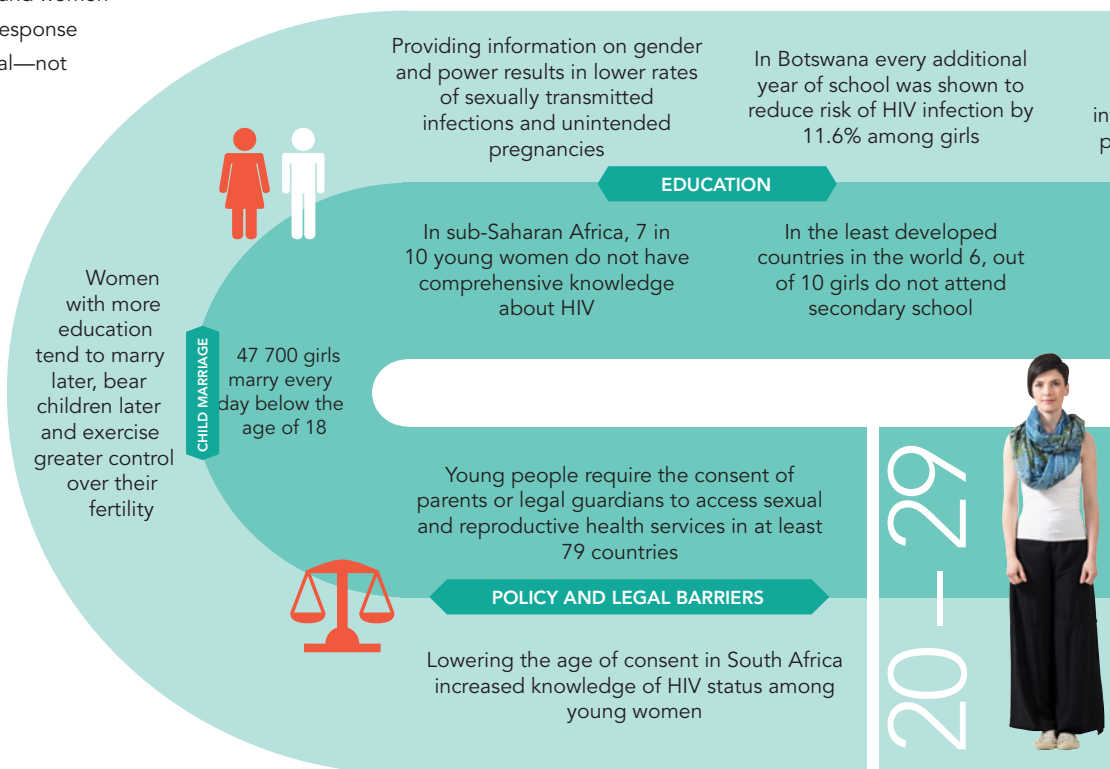 and women
esponse
al—not
Providing information on gender
and power results in lower rates
of sexually transmitted
infections and unintended
pregnancies
In Botswana every additional
year of school was shown to
reduce risk of HIV infection by
11.6% among girls
in
p
EDUCATION
In sub-Saharan Africa, 7 in
10 young women do not have
comprehensive knowledge
about HIV
In the least developed
countries in the world 6, out
of 10 girls do not attend
secondary school
Women
with more
education
tend to marry
later, bear
children later
and exercise
greater control
over their
fertility
CHILD MARRIAGE
47 700 girls
marry every
day below the
age of 18
Young people require the consent of
parents or legal guardians to access sexual
and reproductive health services in at least
79 countries
POLICY AND LEGAL BARRIERS
Lowering the age of consent in South Africa
increased knowledge of HIV status among
young women
20 – 29